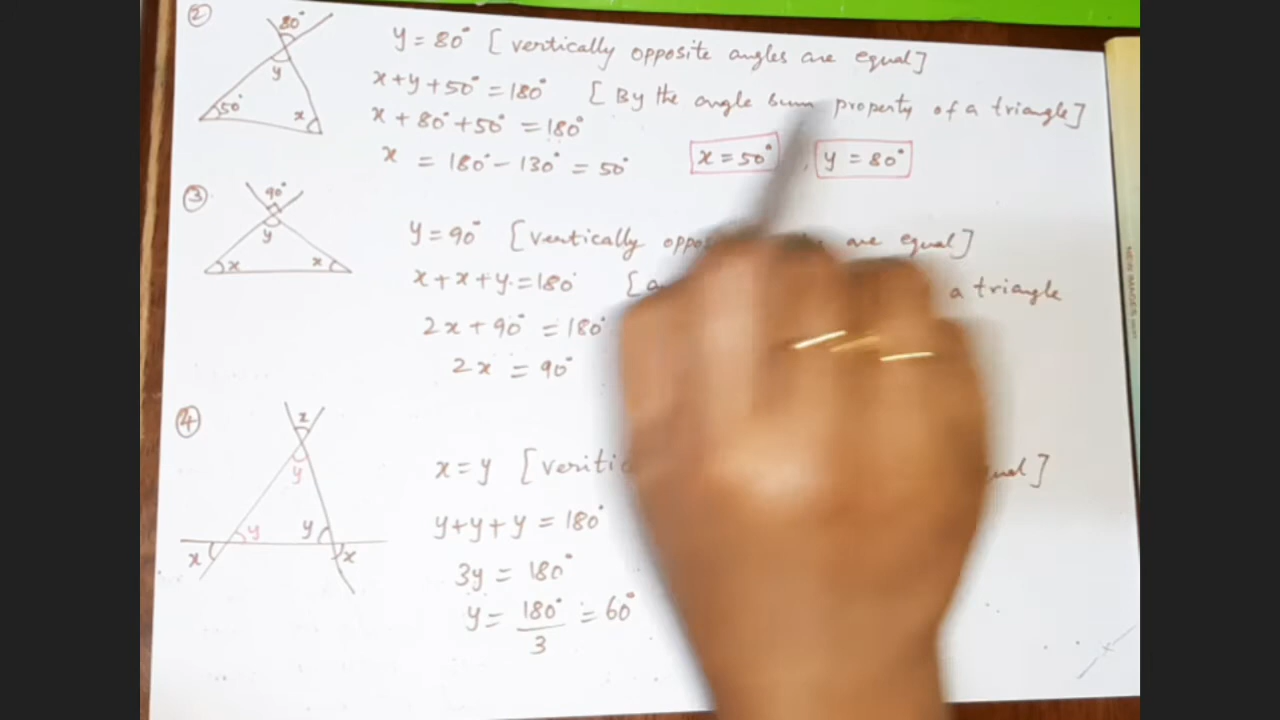 ②
80°
y
50°
x
y = 80° [vertically opposite angles are equal]
x + y + 50° = 180° [By the angle sum property of a triangle]
x + 80° + 50° = 180°
x = 180° - 130° = 50°
x = 50° , y = 80°
③
90°
y
x
x
y = 90° [vertically are equal]
x + x + y = 180° a triangle
2x + 90° = 180°
2x = 90°
④
x
y
y
y
x
x
x = y
y + y + y = 180°
3y = 180°
y = 180° / 3 = 60°